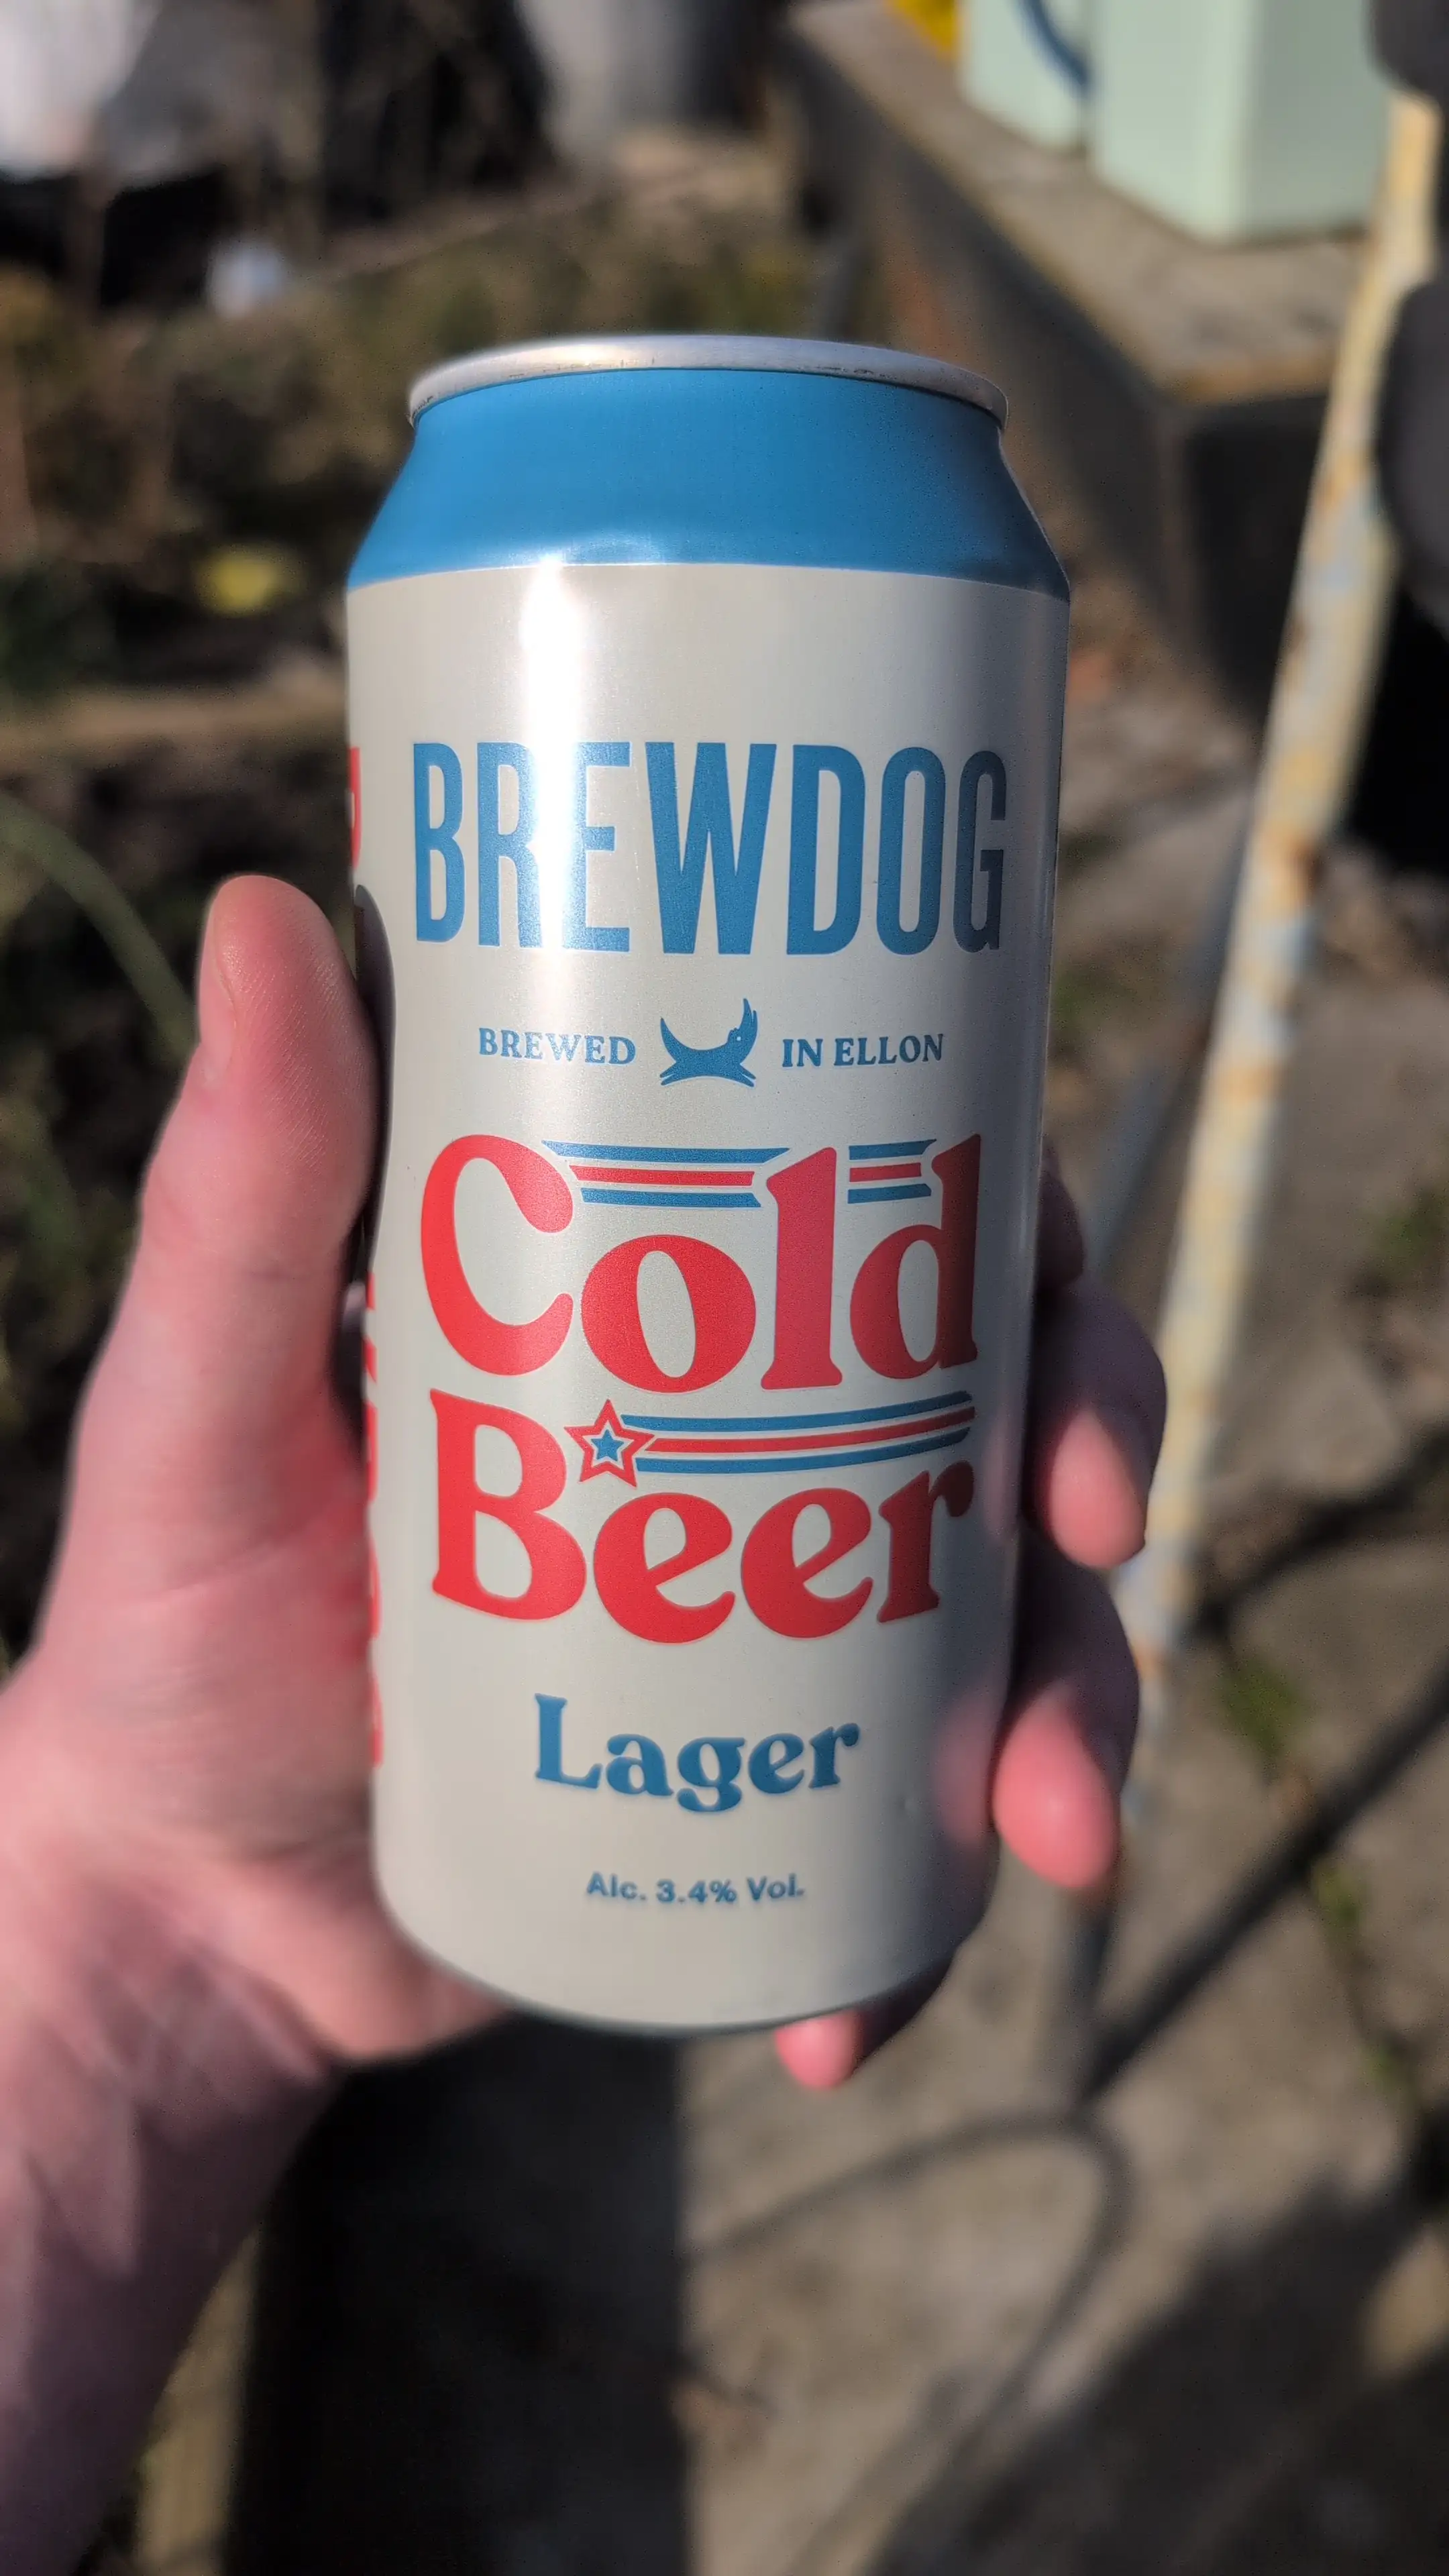 BREWDOG
BREWED IN ELLON
Cold
Beer
Lager
Alc. 3.4% Vol.